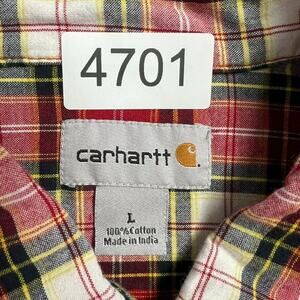 4701
carhartt
L
100% Cotton
Made in India